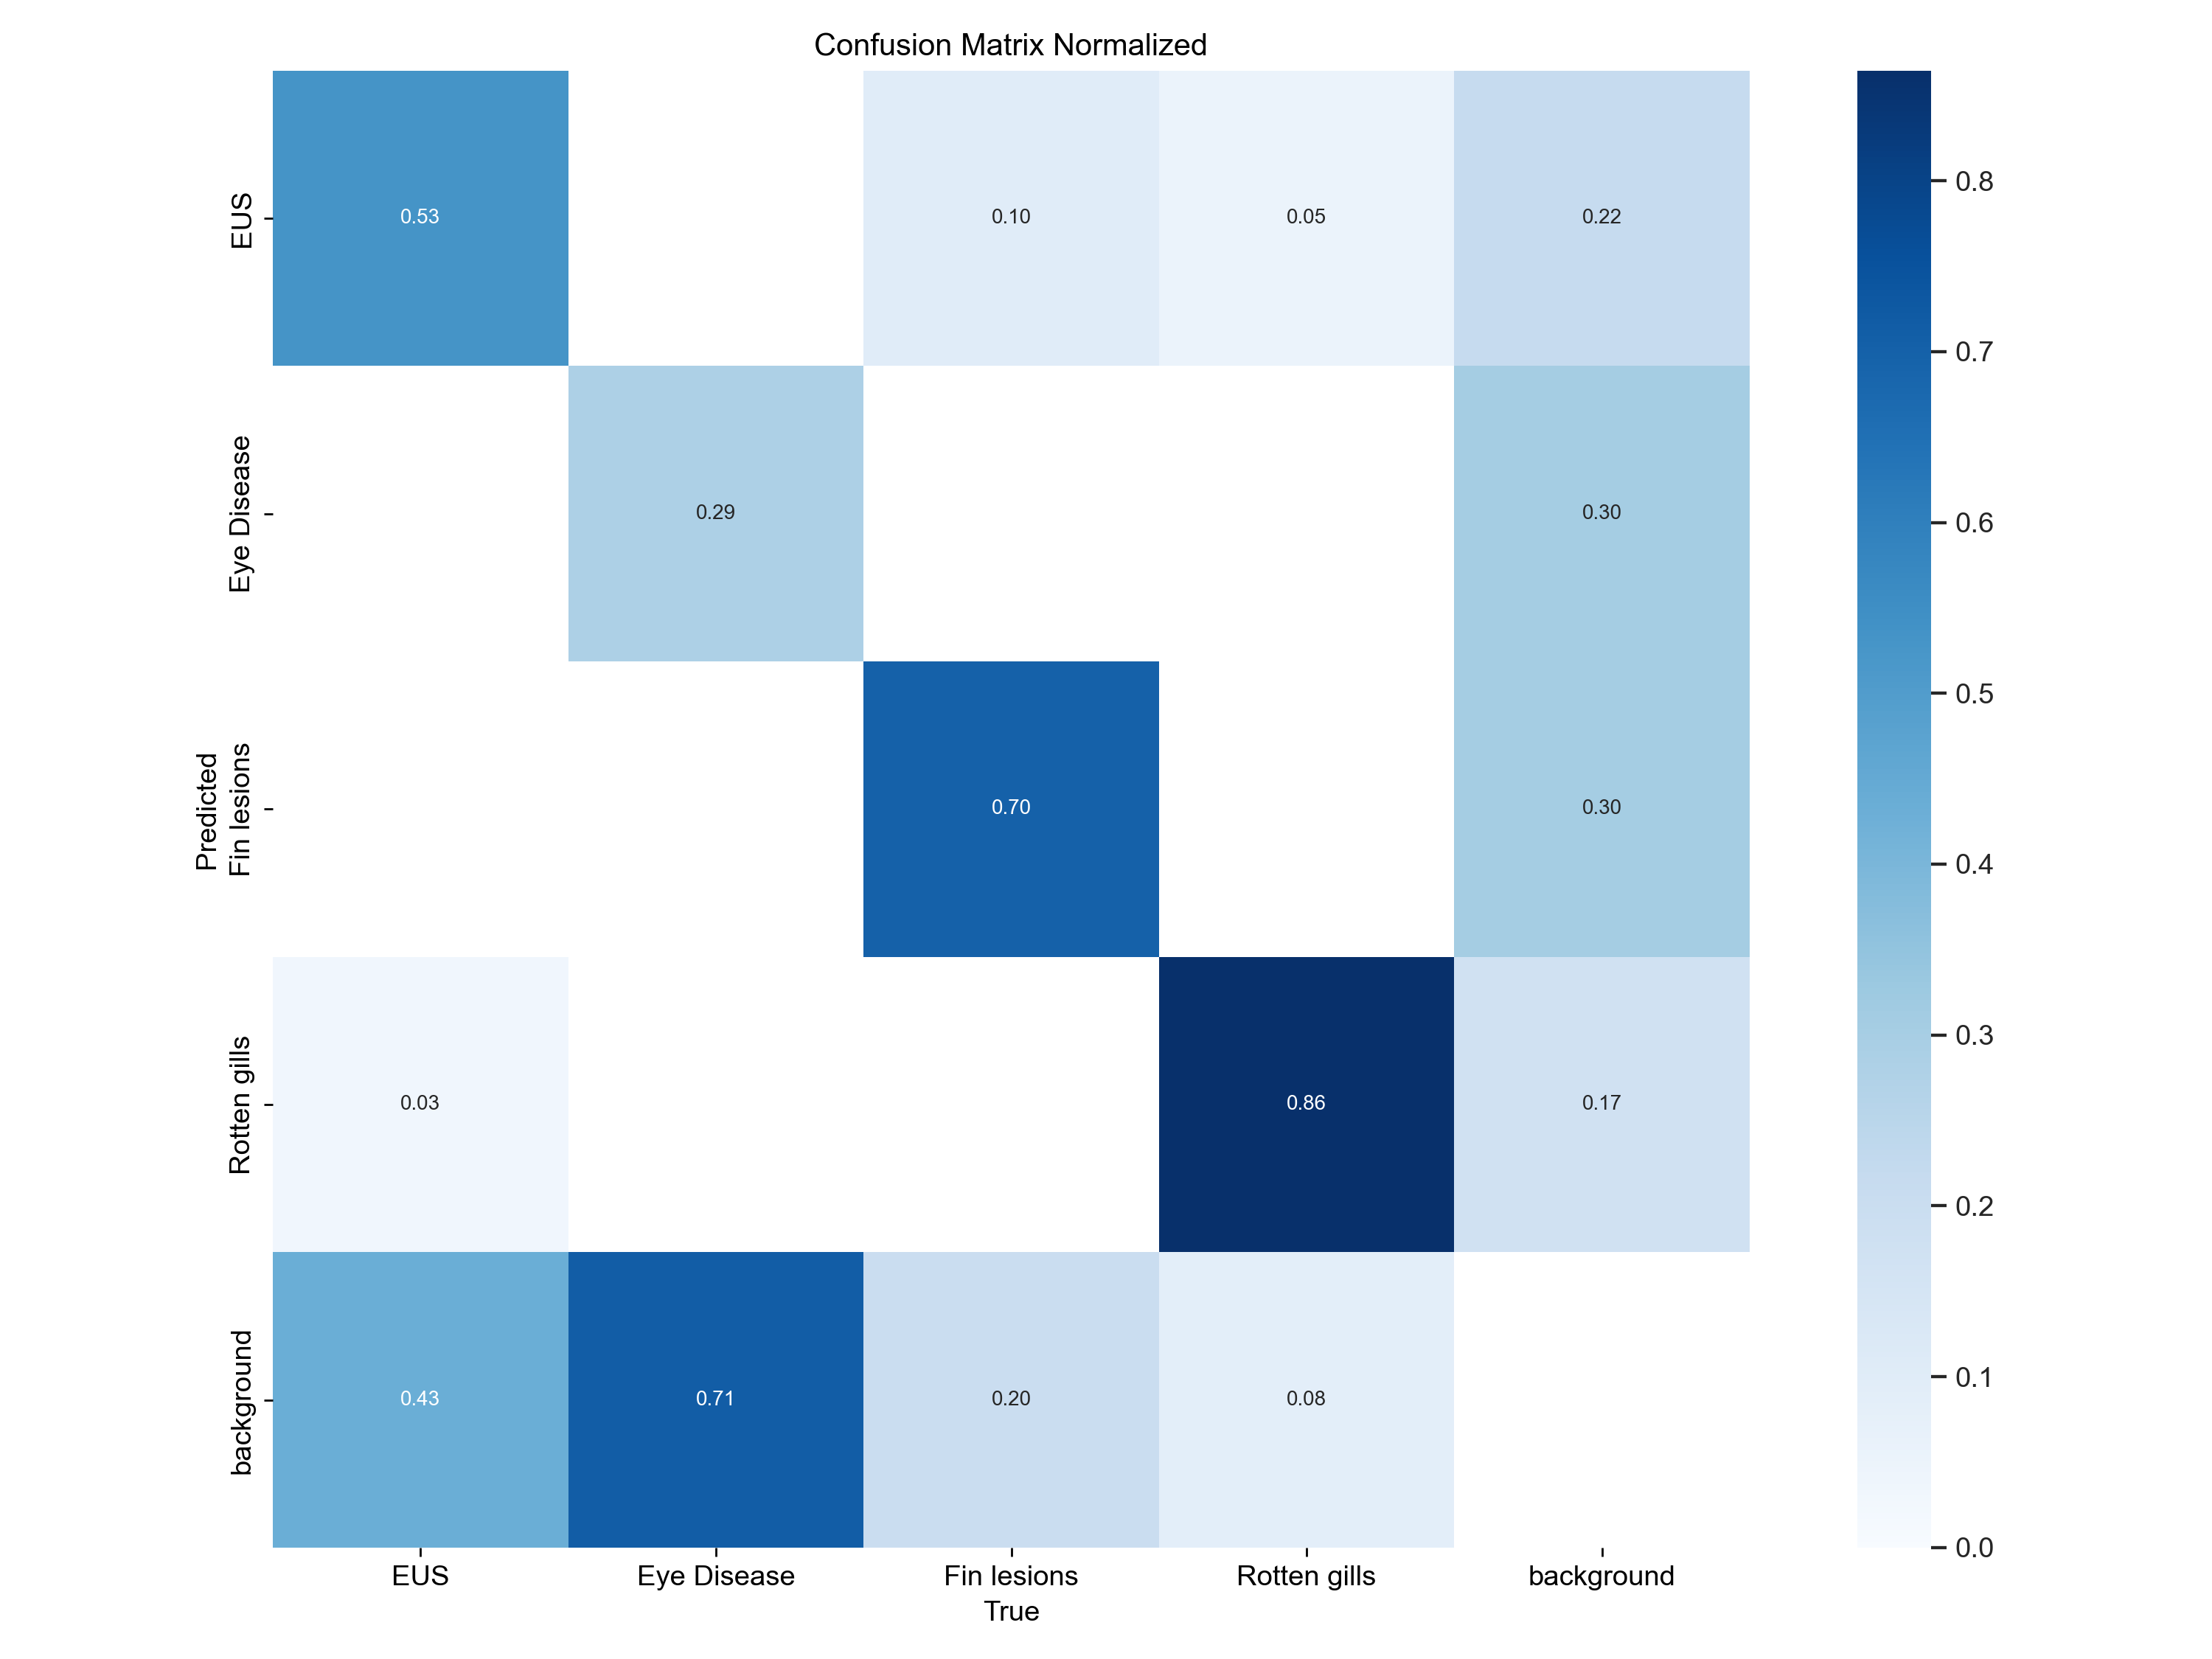 Confusion Matrix Normalized
EUS
0.53
0.10
0.05
0.22
Eye Disease
0.29
0.30
Predicted
Fin lesions
0.70
0.30
Rotten gills
0.03
0.86
0.17
background
0.43
0.71
0.20
0.08
EUS
Eye Disease
Fin lesions
Rotten gills
background
True
0.8
0.7
0.6
0.5
0.4
0.3
0.2
0.1
0.0